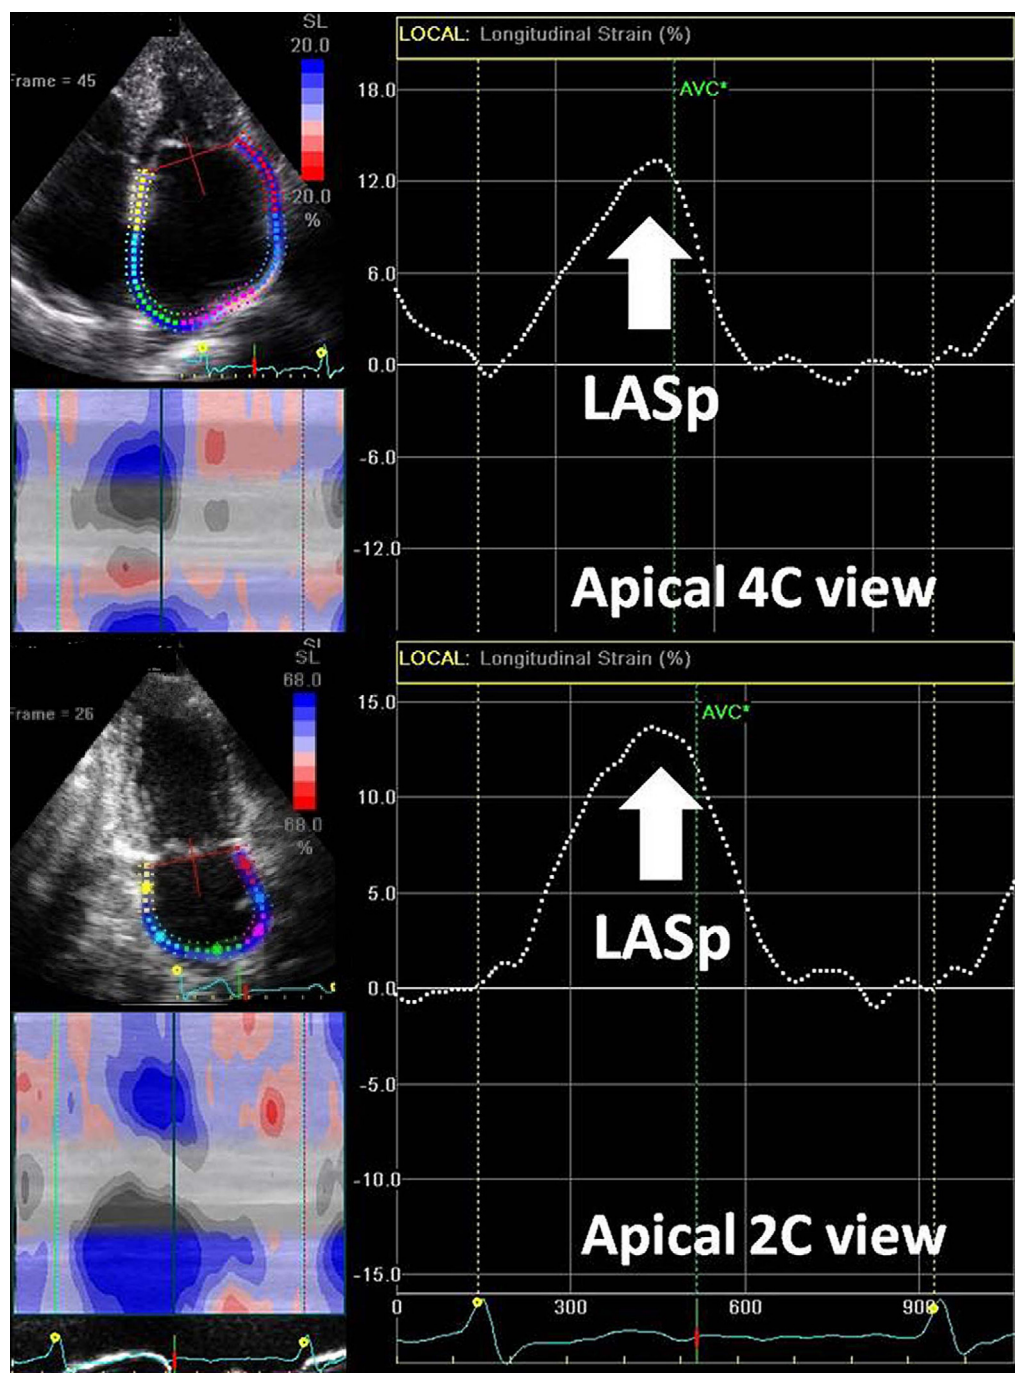 SL
20.0
Frame = 45
-20.0
%
LOCAL: Longitudinal Strain (%)
18.0
AVC*
12.0
6.0
0.0
LASp
-6.0
-12.0
Apical 4C view
SL
68.0
Frame = 26
-68.0
%
LOCAL: Longitudinal Strain (%)
15.0
AVC*
10.0
5.0
LASp
0.0
-5.0
-10.0
Apical 2C view
-15.0
0 300 600 900